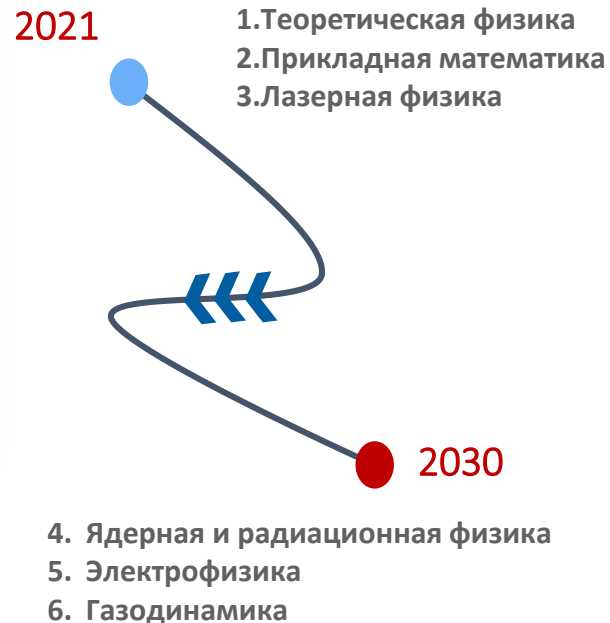 2021
1.Теоретическая физика
2.Прикладная математика
3.Лазерная физика
2030
4. Ядерная и радиационная физика
5. Электрофизика
6. Газодинамика